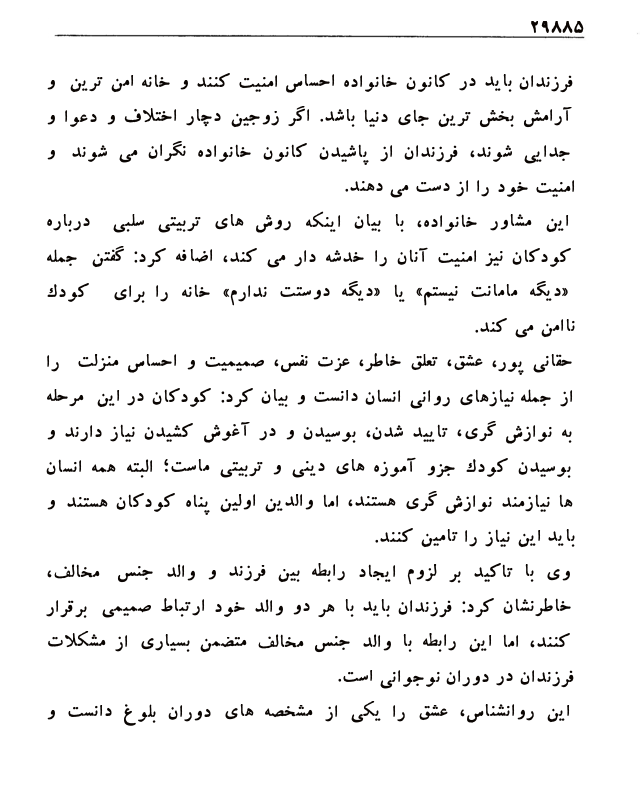 ۲۹۸۸۵
فرزندان باید در کانون خانواده احساس امنیت کنند و خانه امن ترین و
آرامش بخش ترین جای دنیا باشد. اگر زوجین دچار اختلاف و دعوا و
جدایی شوند، فرزندان از پاشیدن کانون خانواده نگران می شوند و
امنیت خود را از دست می دهند.
این مشاور خانواده، با بیان اینکه روش های تربیتی سلبی درباره
کودکان نیز امنیت آنان را خدشه دار می کند، اضافه کرد: گفتن جمله
«دیگه مامانت نیستم» یا «دیگه دوستت ندارم» خانه را برای کودك
ناامن می کند.
حقانی پور، عشق، تعلق خاطر، عزت نفس، صمیمیت و احساس منزلت را
از جمله نیازهای روانی انسان دانست و بیان کرد: کودکان در این مرحله
به نوازش گری، تایید شدن، بوسیدن و در آغوش کشیدن نیاز دارند و
بوسیدن کودك جزو آموزه های دینی و تربیتی ماست؛ البته همه انسان
ها نیازمند نوازش گری هستند، اما والدین اولین پناه کودکان هستند و
باید این نیاز را تامین کنند.
وی با تاکید بر لزوم ایجاد رابطه بین فرزند و والد جنس مخالف،
خاطرنشان کرد: فرزندان باید با هر دو والد خود ارتباط صمیمی برقرار
کنند، اما این رابطه با والد جنس مخالف متضمن بسیاری از مشکلات
فرزندان در دوران نوجوانی است.
این روانشناس، عشق را یکی از مشخصه های دوران بلوغ دانست و